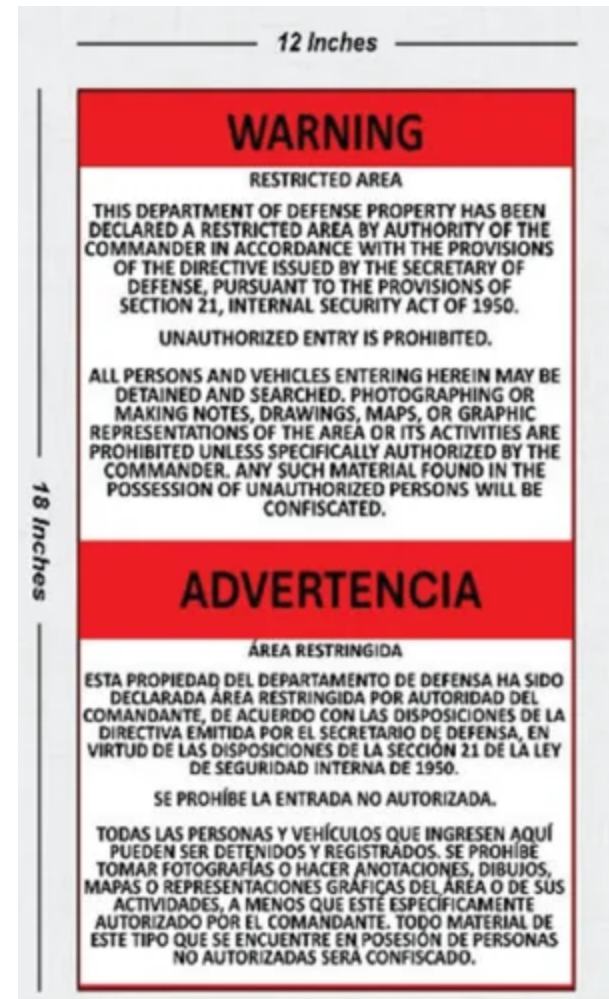 12 Inches
18 Inches
WARNING
RESTRICTED AREA
THIS DEPARTMENT OF DEFENSE PROPERTY HAS BEEN
DECLARED A RESTRICTED AREA BY AUTHORITY OF THE
COMMANDER IN ACCORDANCE WITH THE PROVISIONS
OF THE DIRECTIVE ISSUED BY THE SECRETARY OF
DEFENSE, PURSUANT TO THE PROVISIONS OF
SECTION 21, INTERNAL SECURITY ACT OF 1950.
UNAUTHORIZED ENTRY IS PROHIBITED.
ALL PERSONS AND VEHICLES ENTERING HEREIN MAY BE
DETAINED AND SEARCHED. PHOTOGRAPHING OR
MAKING NOTES, DRAWINGS, MAPS, OR GRAPHIC
REPRESENTATIONS OF THE AREA OR ITS ACTIVITIES ARE
PROHIBITED UNLESS SPECIFICALLY AUTHORIZED BY THE
COMMANDER. ANY SUCH MATERIAL FOUND IN THE
POSSESSION OF UNAUTHORIZED PERSONS WILL BE
CONFISCATED.
ADVERTENCIA
ÁREA RESTRINGIDA
ESTA PROPIEDAD DEL DEPARTAMENTO DE DEFENSA HA SIDO
DECLARADA ÁREA RESTRINGIDA POR AUTORIDAD DEL
COMANDANTE, DE ACUERDO CON LAS DISPOSICIONES DE LA
DIRECTIVA EMITIDA POR EL SECRETARIO DE DEFENSA, EN
VIRTUD DE LAS DISPOSICIONES DE LA SECCIÓN 21 DE LA LEY
DE SEGURIDAD INTERNA DE 1950.
SE PROHÍBE LA ENTRADA NO AUTORIZADA.
TODAS LAS PERSONAS Y VEHÍCULOS QUE INGRESEN AQUÍ
PUEDEN SER DETENIDOS Y REGISTRADOS. SE PROHÍBE
TOMAR FOTOGRAFÍAS O HACER ANOTACIONES, DIBUJOS,
MAPAS O REPRESENTACIONES GRÁFICAS DEL ÁREA O DE SUS
ACTIVIDADES, A MENOS QUE ESTÉ ESPECÍFICAMENTE
AUTORIZADO POR EL COMANDANTE. TODO MATERIAL DE
ESTE TIPO QUE SE ENCUENTRE EN POSESIÓN DE PERSONAS
NO AUTORIZADAS SERÁ CONFISCADO.